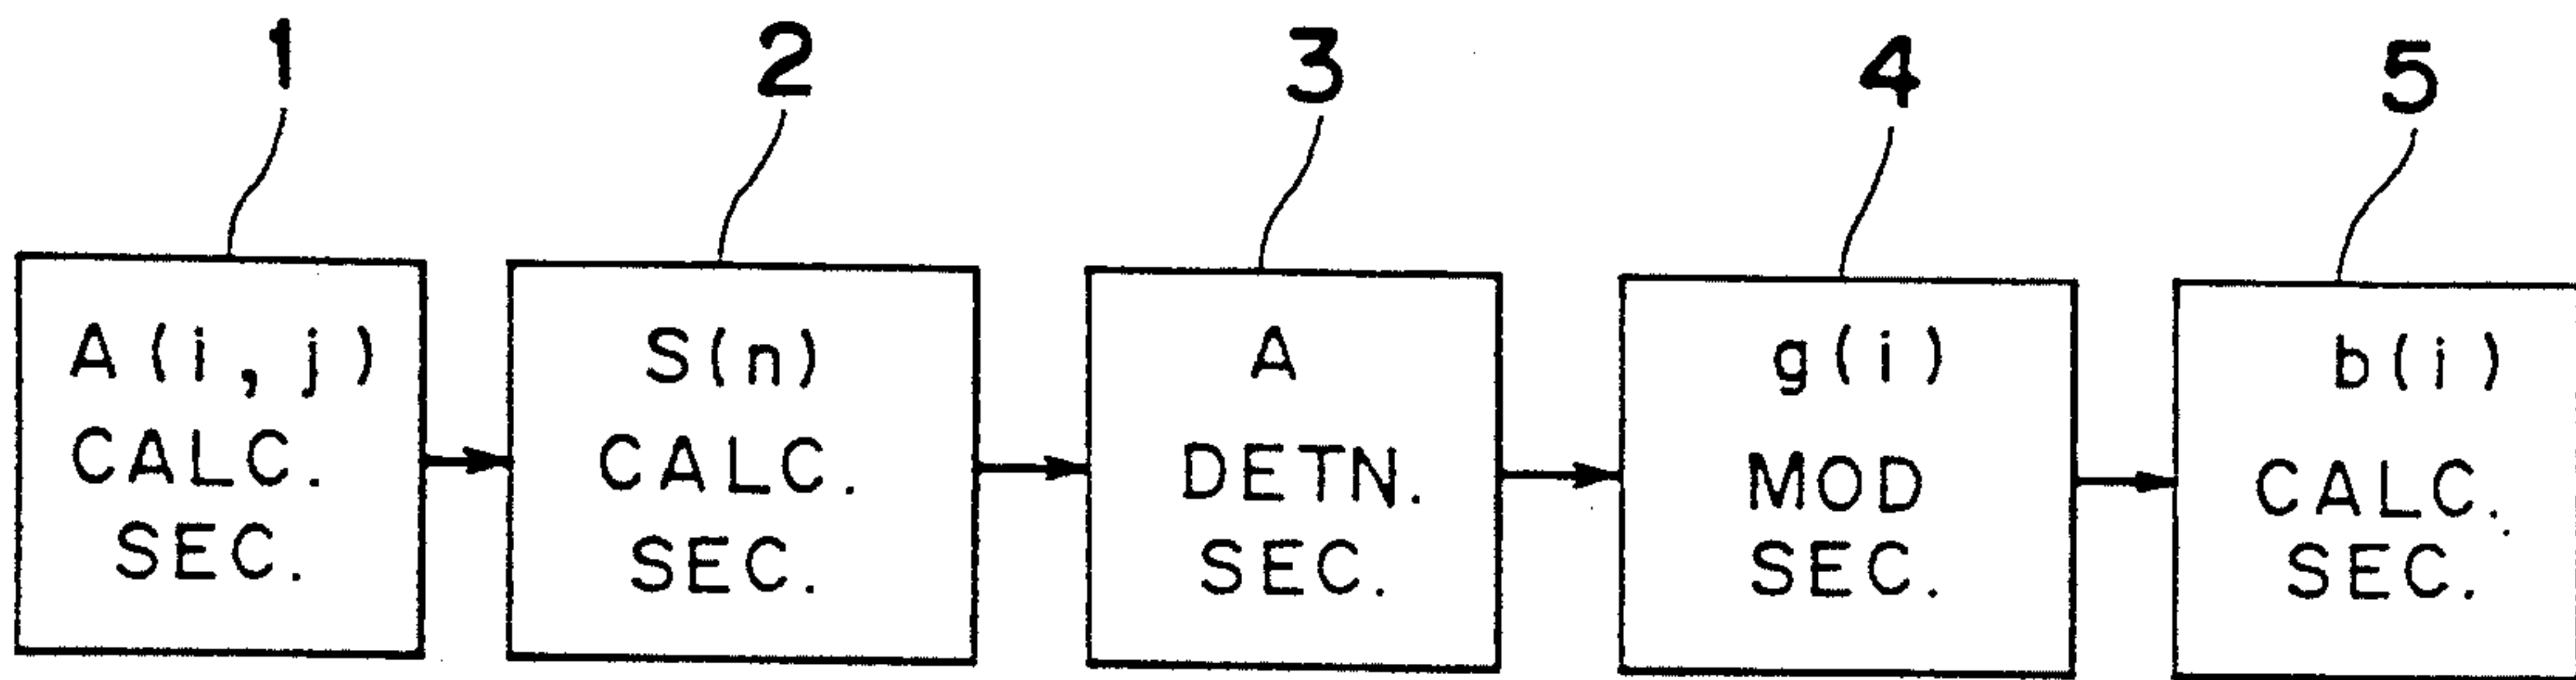 1
2
3
4
5
A (i, j)
CALC.
SEC.
S(n)
CALC.
SEC.
A
DETN.
SEC.
g(i)
MOD
SEC.
b(i)
CALC.
SEC.